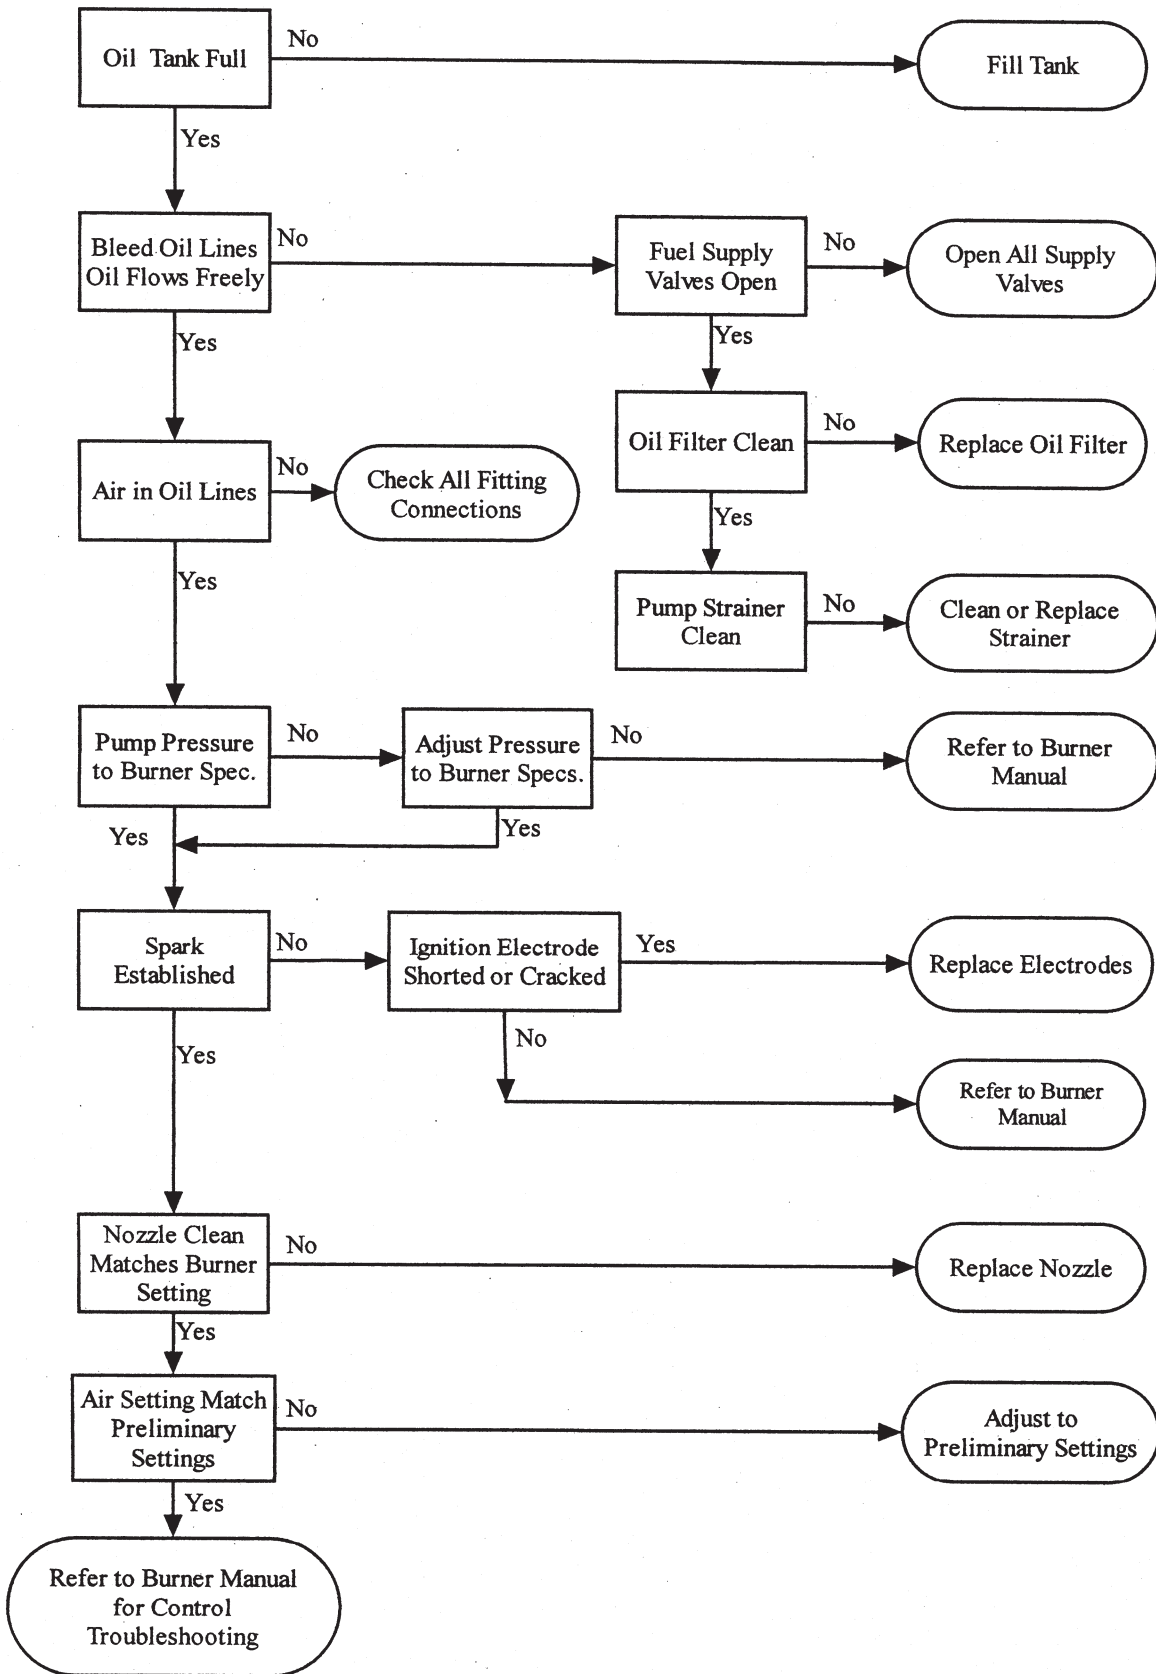 Oil Tank Full
No
Fill Tank
Yes
Bleed Oil Lines
Oil Flows Freely
No
Fuel Supply
Valves Open
No
Open All Supply
Valves
Yes
Yes
Oil Filter Clean
No
Replace Oil Filter
Air in Oil Lines
No
Check All Fitting
Connections
Yes
Yes
Pump Strainer
Clean
No
Clean or Replace
Strainer
Pump Pressure
to Burner Spec.
No
Adjust Pressure
to Burner Specs.
No
Refer to Burner
Manual
Yes
Yes
Spark
Established
No
Ignition Electrode
Shorted or Cracked
Yes
Replace Electrodes
No
Yes
Refer to Burner
Manual
Nozzle Clean
Matches Burner
Setting
No
Replace Nozzle
Yes
Air Setting Match
Preliminary
Settings
No
Adjust to
Preliminary Settings
Yes
Refer to Burner Manual
for Control
Troubleshooting